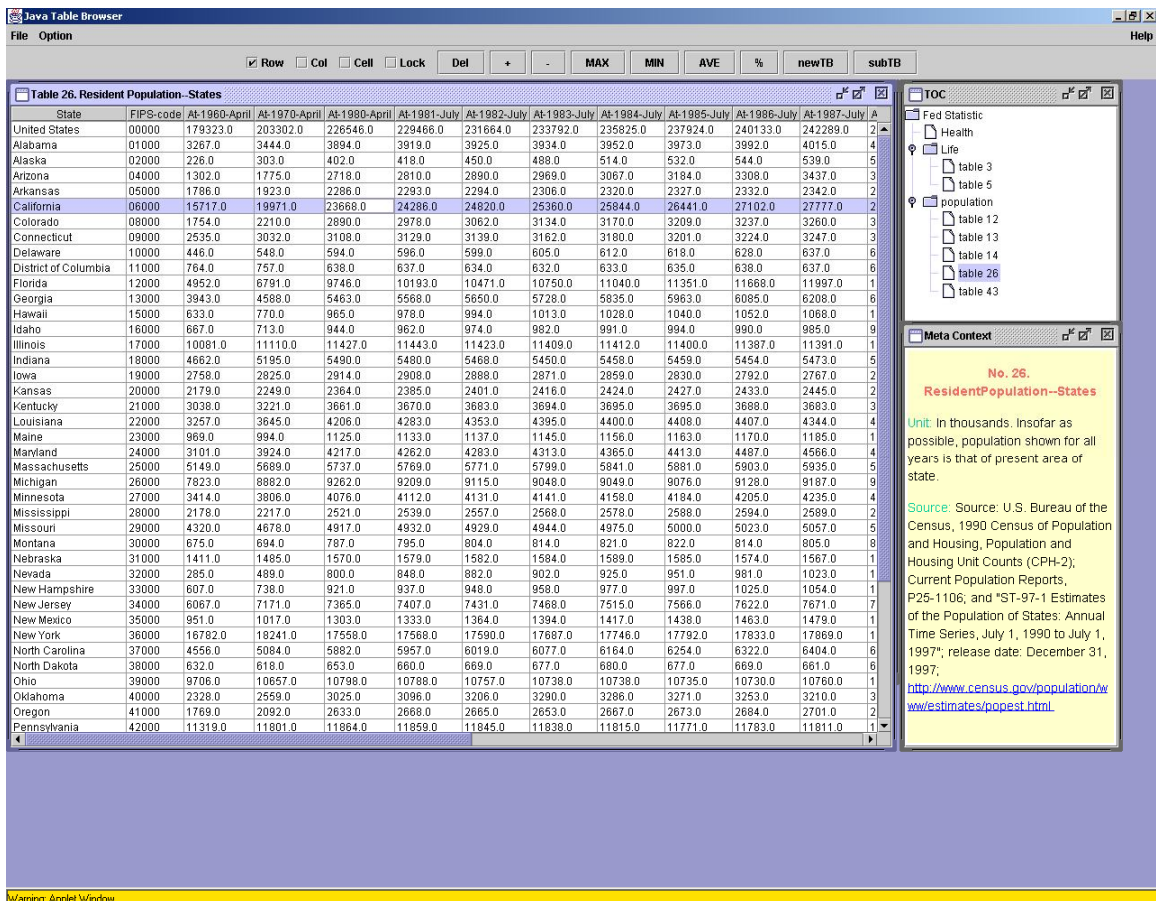 Java Table Browser
File Option Help
Row Col Cell Lock Del + - MAX MIN AVE % newTB subTB
Table 26. Resident Population--States
State FIPS-code At-1960-April At-1970-April At-1980-April At-1981-July At-1982-July At-1983-July At-1984-July At-1985-July At-1986-July At-1987-July A
United States 00000 179323.0 203302.0 226546.0 229466.0 231664.0 233792.0 235825.0 237924.0 240133.0 242289.0 2
Alabama 01000 3267.0 3444.0 3894.0 3919.0 3925.0 3934.0 3952.0 3973.0 3992.0 4015.0 4
Alaska 02000 226.0 303.0 402.0 418.0 450.0 488.0 514.0 532.0 544.0 539.0 5
Arizona 04000 1302.0 1775.0 2718.0 2810.0 2890.0 2969.0 3067.0 3184.0 3308.0 3437.0 3
Arkansas 05000 1786.0 1923.0 2286.0 2293.0 2294.0 2306.0 2320.0 2327.0 2332.0 2342.0 2
California 06000 15717.0 19971.0 23668.0 24286.0 24820.0 25360.0 25844.0 26441.0 27102.0 27777.0 2
Colorado 08000 1754.0 2210.0 2890.0 2978.0 3062.0 3134.0 3170.0 3209.0 3237.0 3260.0 3
Connecticut 09000 2535.0 3032.0 3108.0 3129.0 3139.0 3162.0 3180.0 3201.0 3224.0 3247.0 3
Delaware 10000 446.0 548.0 594.0 596.0 599.0 605.0 612.0 618.0 628.0 637.0 6
District of Columbia 11000 764.0 757.0 638.0 637.0 634.0 632.0 633.0 635.0 638.0 637.0 6
Florida 12000 4952.0 6791.0 9746.0 10193.0 10471.0 10750.0 11040.0 11351.0 11668.0 11997.0 1
Georgia 13000 3943.0 4588.0 5463.0 5568.0 5650.0 5728.0 5835.0 5963.0 6085.0 6208.0 6
Hawaii 15000 633.0 770.0 965.0 978.0 994.0 1013.0 1028.0 1040.0 1052.0 1068.0 1
Idaho 16000 667.0 713.0 944.0 962.0 974.0 982.0 991.0 994.0 990.0 985.0 9
Illinois 17000 10081.0 11110.0 11427.0 11443.0 11423.0 11409.0 11412.0 11400.0 11387.0 11391.0 1
Indiana 18000 4662.0 5195.0 5490.0 5480.0 5468.0 5450.0 5458.0 5459.0 5454.0 5473.0 5
Iowa 19000 2758.0 2825.0 2914.0 2908.0 2888.0 2871.0 2859.0 2830.0 2792.0 2767.0 2
Kansas 20000 2179.0 2249.0 2364.0 2385.0 2401.0 2416.0 2424.0 2427.0 2433.0 2445.0 2
Kentucky 21000 3038.0 3221.0 3661.0 3670.0 3683.0 3694.0 3695.0 3695.0 3688.0 3683.0 3
Louisiana 22000 3257.0 3645.0 4206.0 4283.0 4353.0 4395.0 4400.0 4408.0 4407.0 4344.0 4
Maine 23000 969.0 994.0 1125.0 1133.0 1137.0 1145.0 1156.0 1163.0 1170.0 1185.0 1
Maryland 24000 3101.0 3924.0 4217.0 4262.0 4283.0 4313.0 4365.0 4413.0 4487.0 4566.0 4
Massachusetts 25000 5149.0 5689.0 5737.0 5769.0 5771.0 5799.0 5841.0 5881.0 5903.0 5935.0 5
Michigan 26000 7823.0 8882.0 9262.0 9209.0 9115.0 9048.0 9049.0 9076.0 9128.0 9187.0 9
Minnesota 27000 3414.0 3806.0 4076.0 4112.0 4131.0 4141.0 4158.0 4184.0 4205.0 4235.0 4
Mississippi 28000 2178.0 2217.0 2521.0 2539.0 2557.0 2568.0 2578.0 2588.0 2594.0 2589.0 2
Missouri 29000 4320.0 4678.0 4917.0 4932.0 4929.0 4944.0 4975.0 5000.0 5023.0 5057.0 5
Montana 30000 675.0 694.0 787.0 795.0 804.0 814.0 821.0 822.0 814.0 805.0 8
Nebraska 31000 1411.0 1485.0 1570.0 1579.0 1582.0 1584.0 1589.0 1585.0 1574.0 1567.0 1
Nevada 32000 285.0 489.0 800.0 848.0 882.0 902.0 925.0 951.0 981.0 1023.0 1
New Hampshire 33000 607.0 738.0 921.0 937.0 948.0 958.0 977.0 997.0 1025.0 1054.0 1
New Jersey 34000 6067.0 7171.0 7365.0 7407.0 7431.0 7468.0 7515.0 7566.0 7622.0 7671.0 7
New Mexico 35000 951.0 1017.0 1303.0 1333.0 1364.0 1394.0 1417.0 1438.0 1463.0 1479.0 1
New York 36000 16782.0 18241.0 17558.0 17568.0 17590.0 17687.0 17746.0 17792.0 17833.0 17869.0 1
North Carolina 37000 4556.0 5084.0 5882.0 5957.0 6019.0 6077.0 6164.0 6254.0 6322.0 6404.0 6
North Dakota 38000 632.0 618.0 653.0 660.0 669.0 677.0 680.0 677.0 669.0 661.0 6
Ohio 39000 9706.0 10657.0 10798.0 10788.0 10757.0 10738.0 10738.0 10735.0 10730.0 10760.0 1
Oklahoma 40000 2328.0 2559.0 3025.0 3096.0 3206.0 3290.0 3286.0 3271.0 3253.0 3210.0 3
Oregon 41000 1769.0 2092.0 2633.0 2668.0 2665.0 2653.0 2667.0 2673.0 2684.0 2701.0 2
Pennsylvania 42000 11319.0 11801.0 11864.0 11859.0 11845.0 11838.0 11815.0 11771.0 11783.0 11811.0 1
TOC
Fed Statistic
Health
Life
table 3
table 5
population
table 12
table 13
table 14
table 26
table 43
Meta Context
No. 26.
ResidentPopulation--States
Unit: In thousands. Insofar as
possible, population shown for all
years is that of present area of
state.
Source: Source: U.S. Bureau of the
Census, 1990 Census of Population
and Housing, Population and
Housing Unit Counts (CPH-2);
Current Population Reports,
P25-1106; and "ST-97-1 Estimates
of the Population of States: Annual
Time Series, July 1, 1990 to July 1,
1997"; release date: December 31,
1997;
http://www.census.gov/population/w
ww/estimates/popest.html
Warning: Applet Window